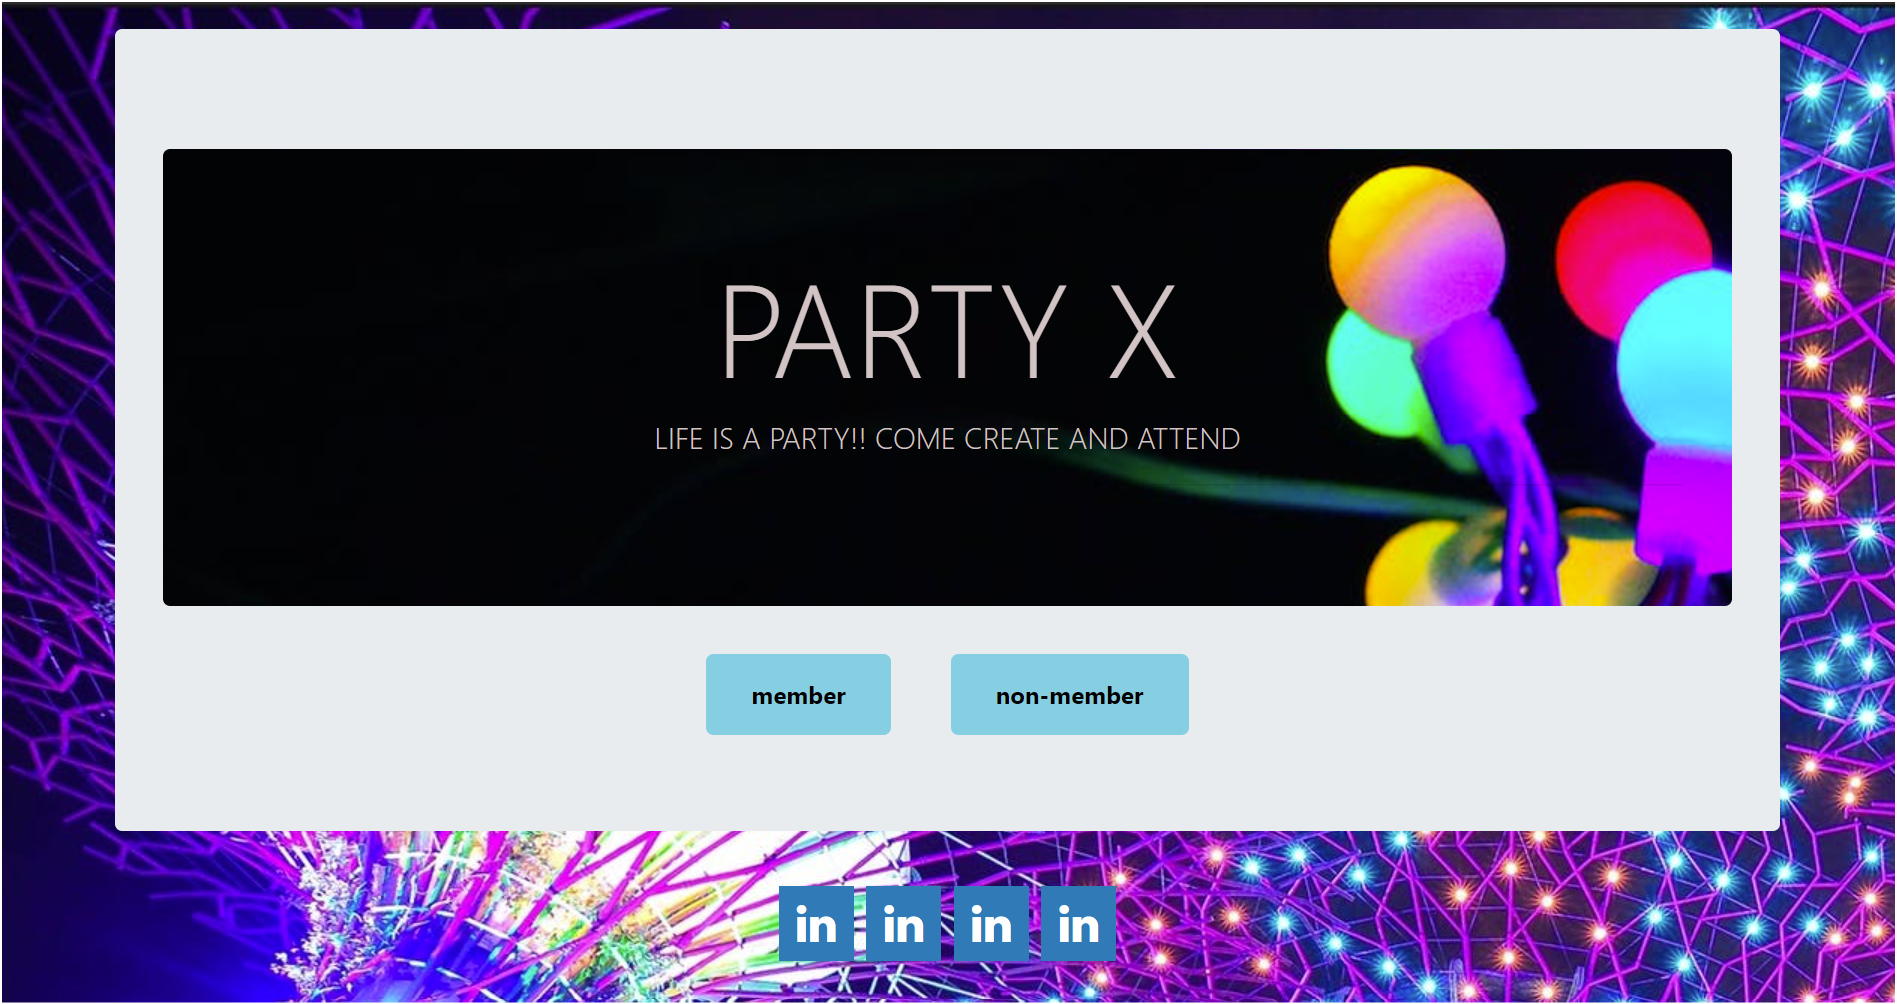 PARTY X
LIFE IS A PARTY!! COME CREATE AND ATTEND
member non-member
in in in in